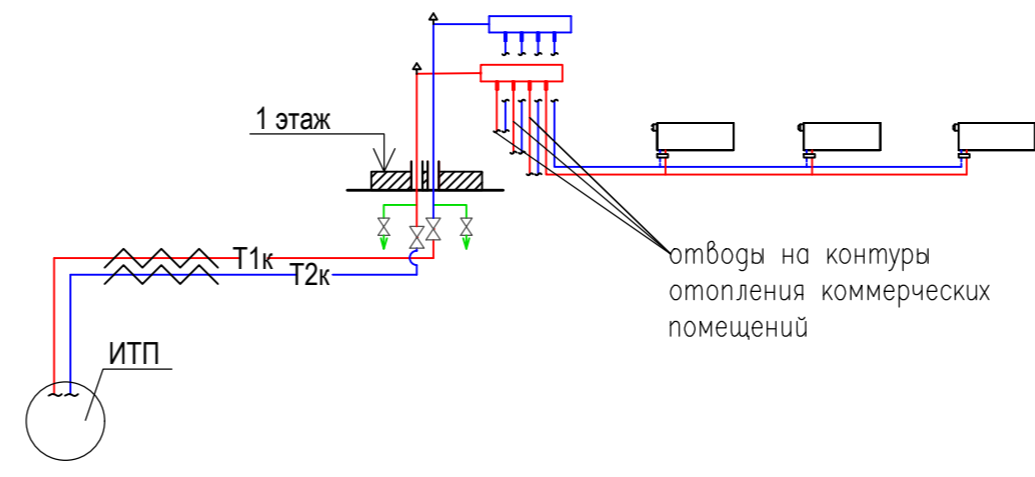 1 этаж
Т1к
Т2к
отводы на контуры
отопления коммерческих
помещений
ИТП